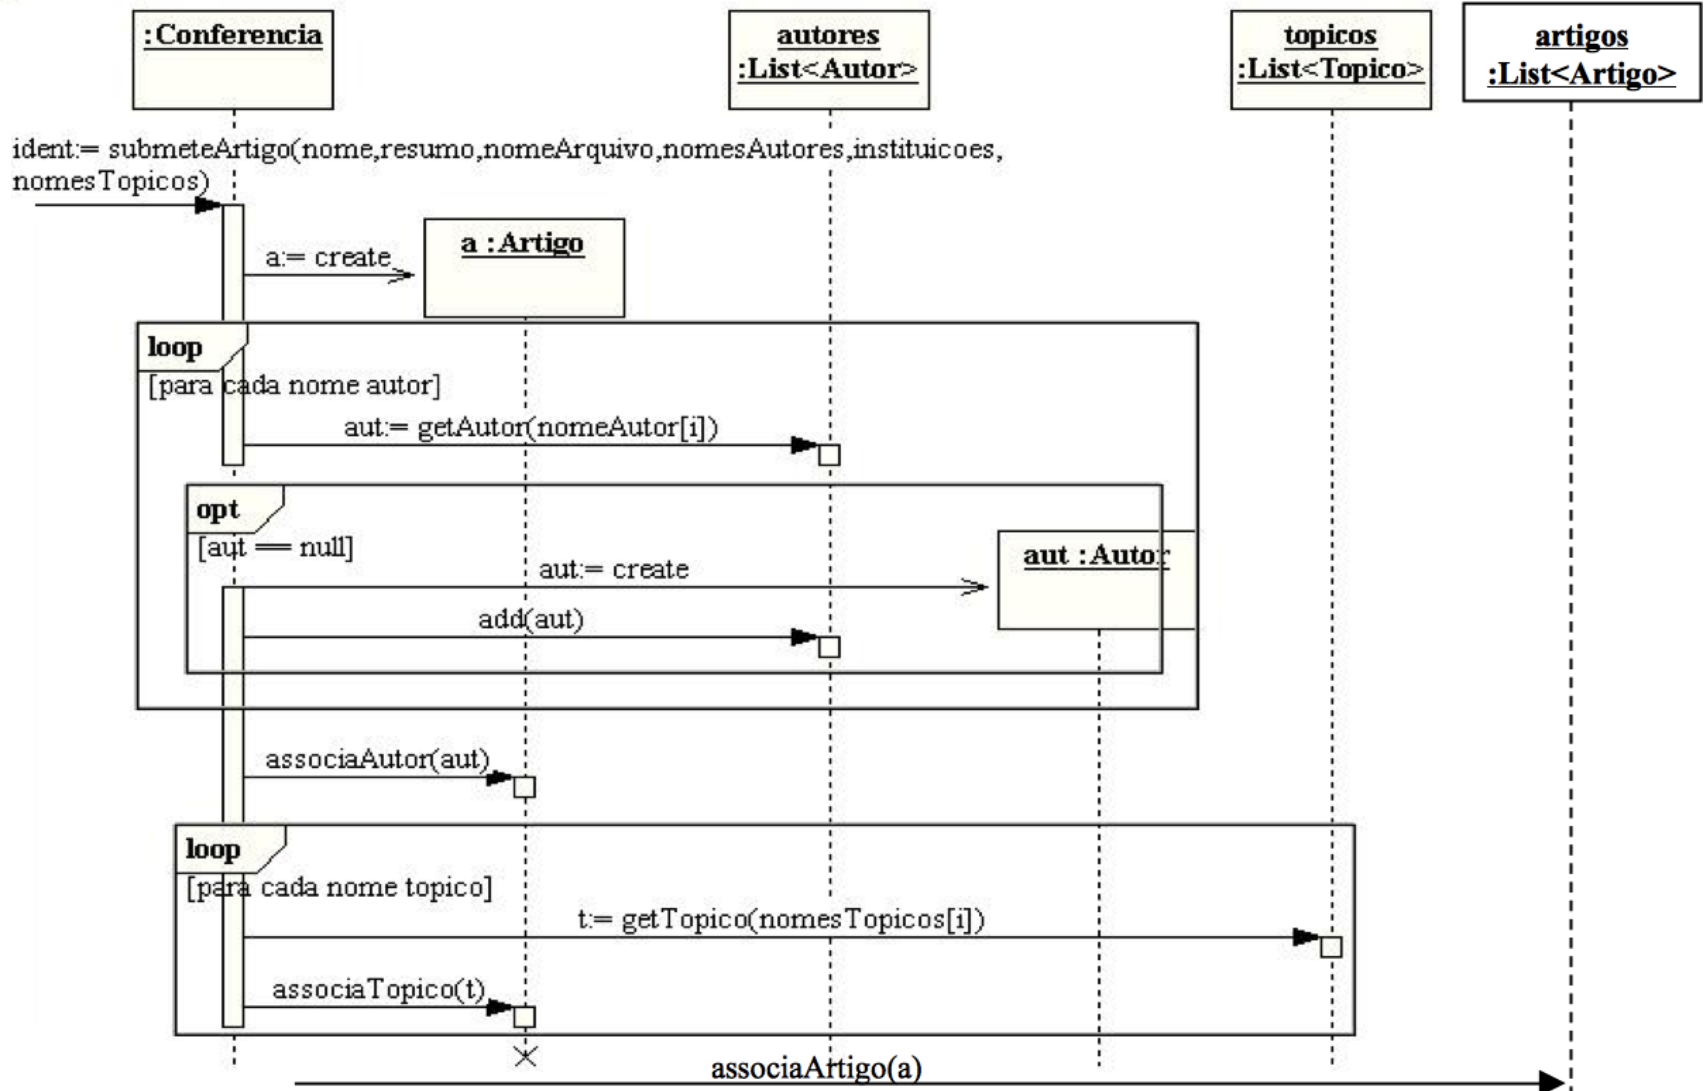 :Conferencia
autores
:List<Autor>
topicos
:List<Topico>
artigos
:List<Artigo>
ident:= submeteArtigo(nome,resumo,nomeArquivo,nomesAutores,instituicoes,
nomesTopicos)
a:= create
a :Artigo
loop
[para cada nome autor]
aut:= getAutor(nomeAutor[i])
opt
[aut == null]
aut:= create
aut :Autor
add(aut)
associaAutor(aut)
loop
[para cada nome topico]
t:= getTopico(nomesTopicos[i])
associaTopico(t)
associaArtigo(a)